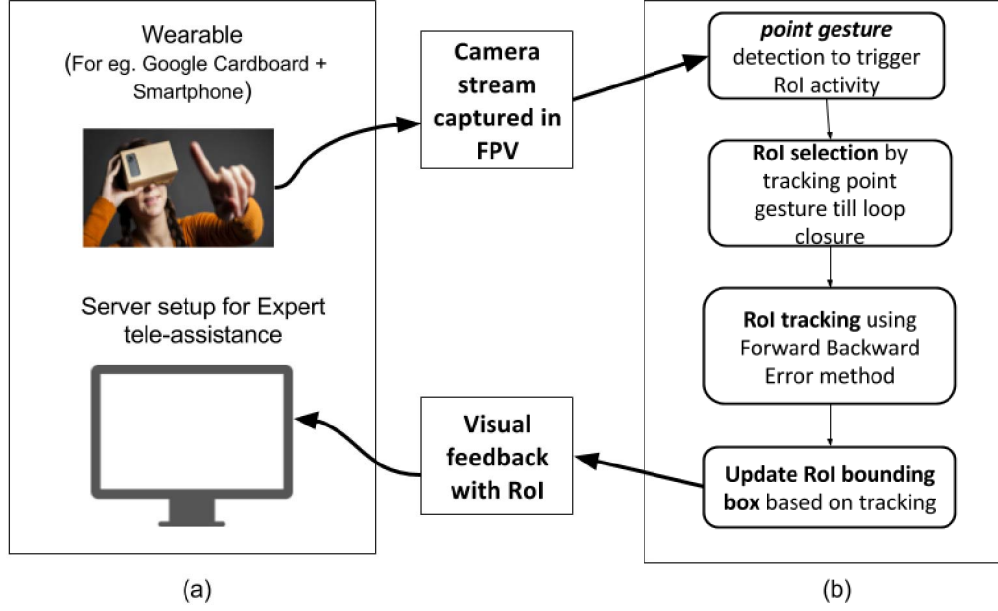 Wearable
(For eg. Google Cardboard +
Smartphone)
Server setup for Expert
tele-assistance
(a)
Camera
stream
captured in
FPV
Visual
feedback
with RoI
point gesture
detection to trigger
RoI activity
RoI selection by
tracking point
gesture till loop
closure
RoI tracking using
Forward Backward
Error method
Update RoI bounding
box based on tracking
(b)